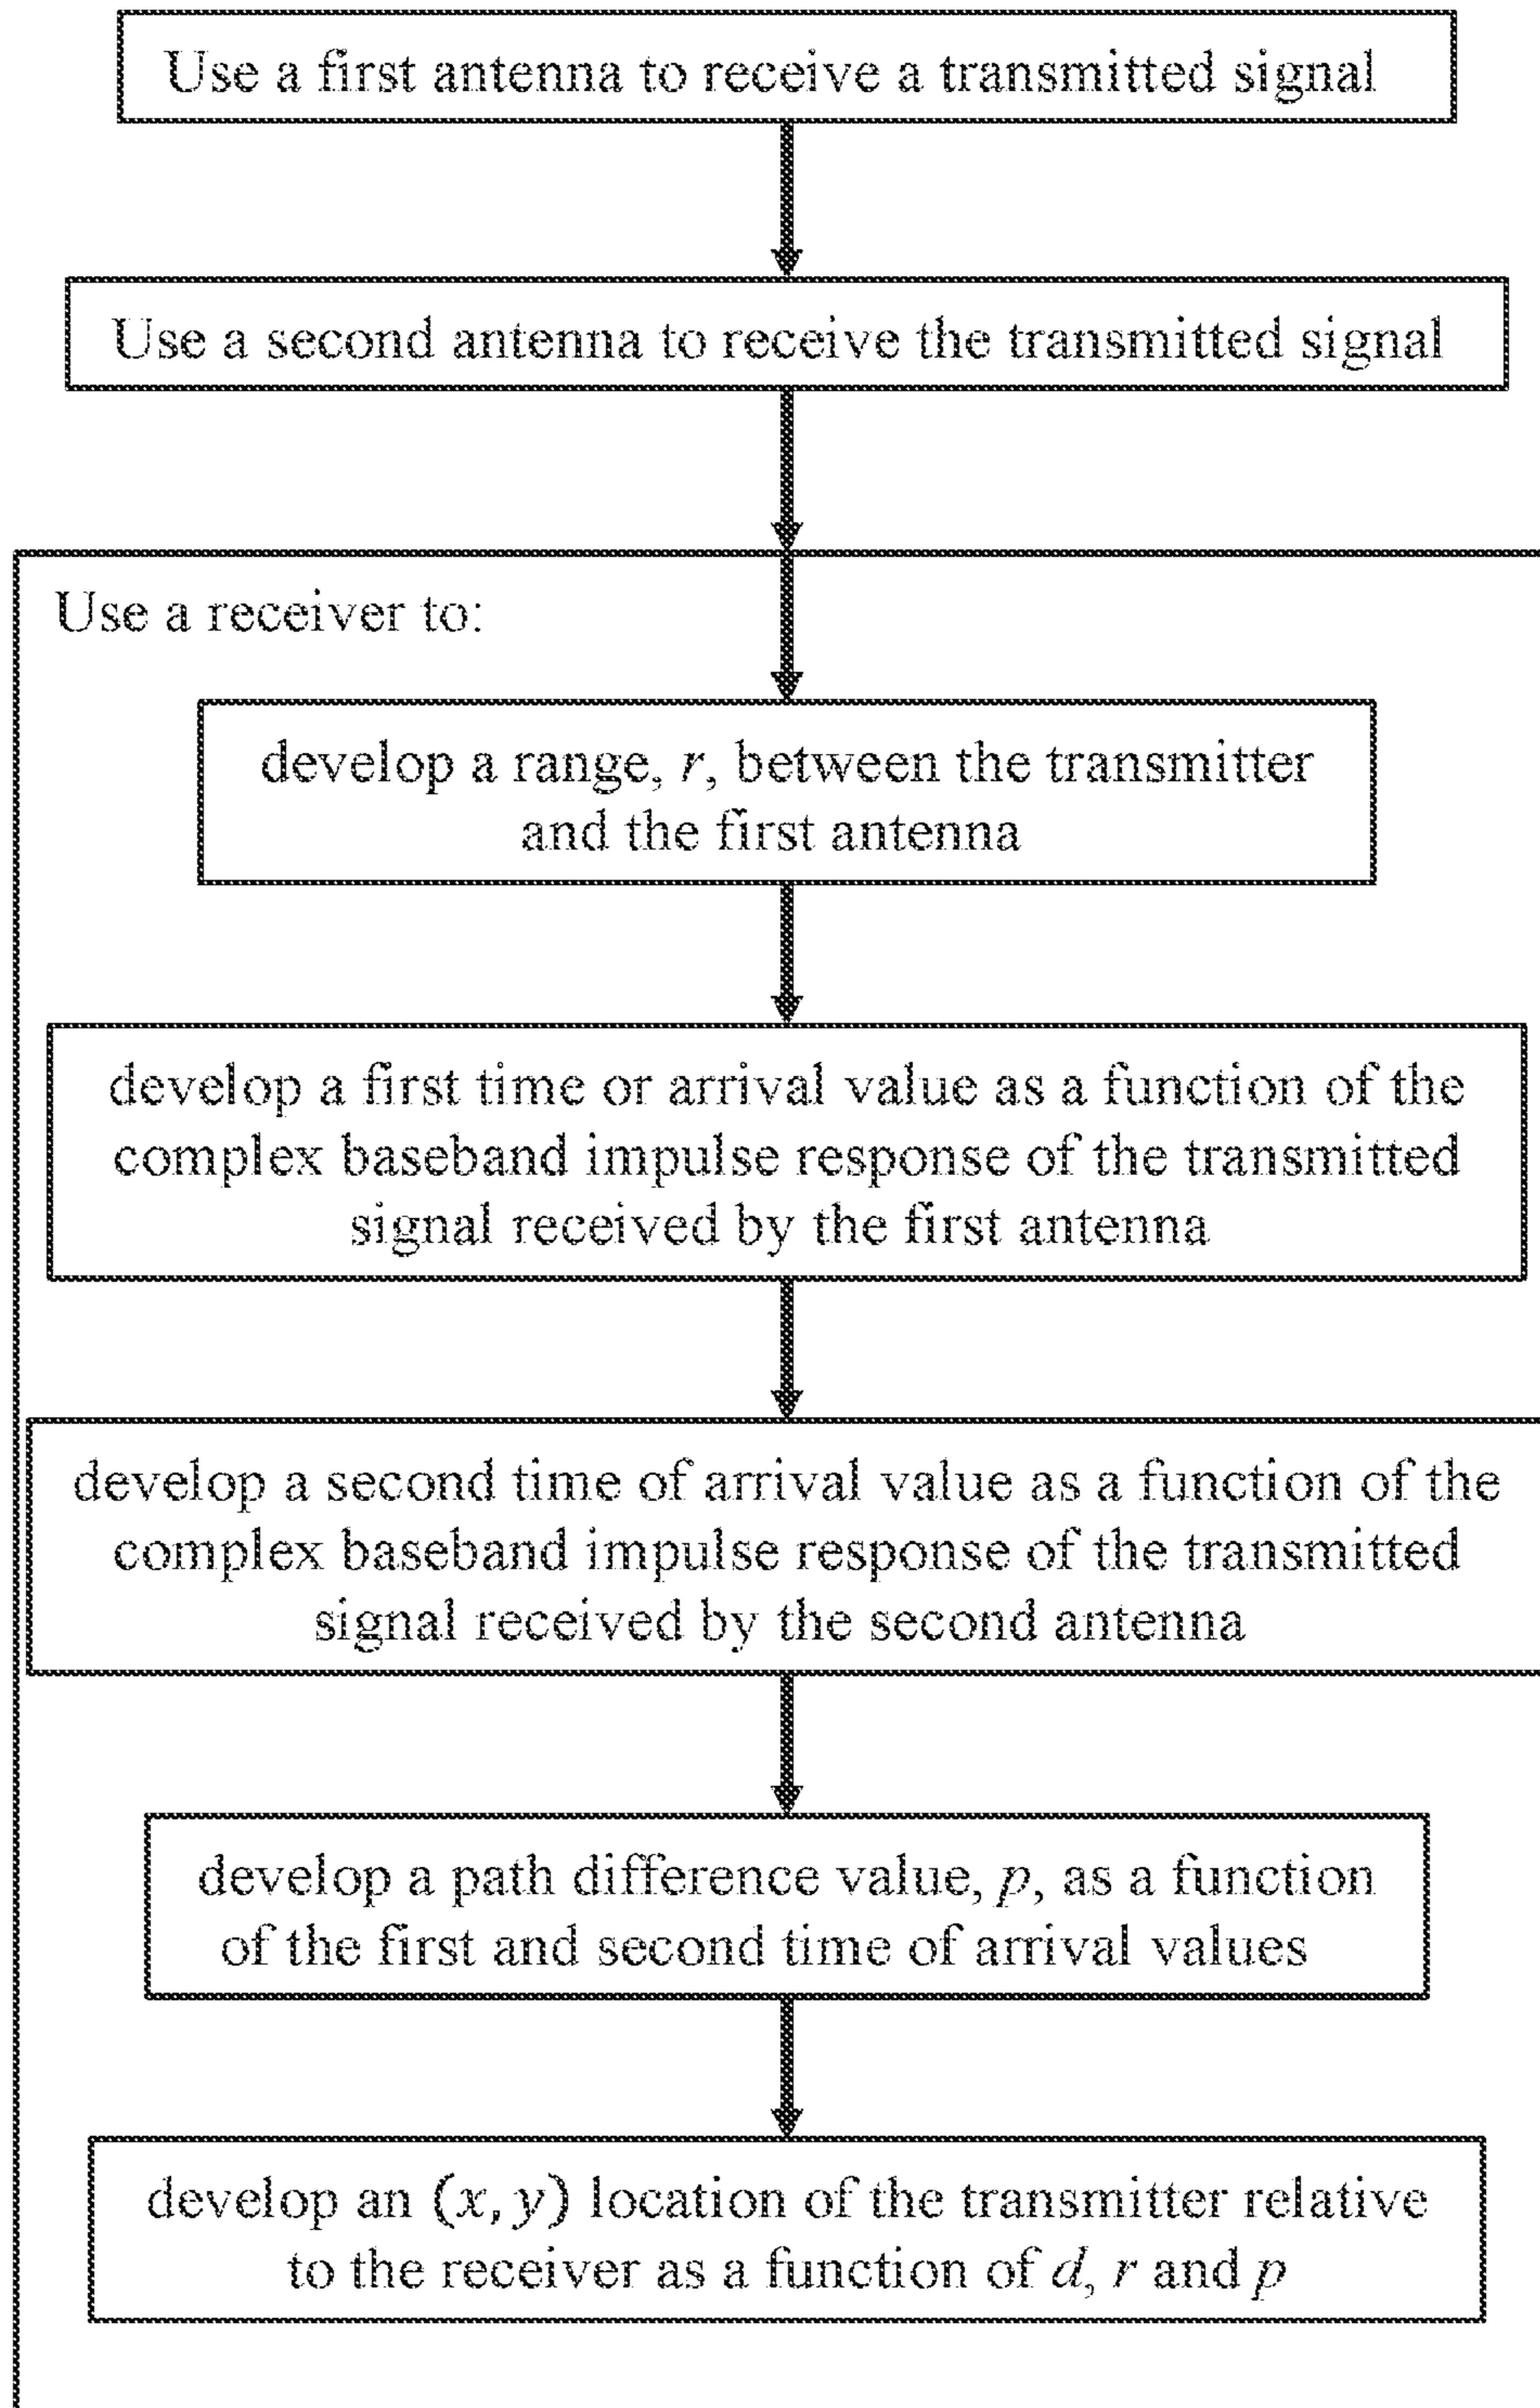 Use a first antenna to receive a transmitted signal
Use a second antenna to receive the transmitted signal
Use a receiver to:
develop a range, r, between the transmitter
and the first antenna
develop a first time or arrival value as a function of the
complex baseband impulse response of the transmitted
signal received by the first antenna
develop a second time of arrival value as a function of the
complex baseband impulse response of the transmitted
signal received by the second antenna
develop a path difference value, p, as a function
of the first and second time of arrival values
develop an (x, y) location of the transmitter relative
to the receiver as a function of d, r and p